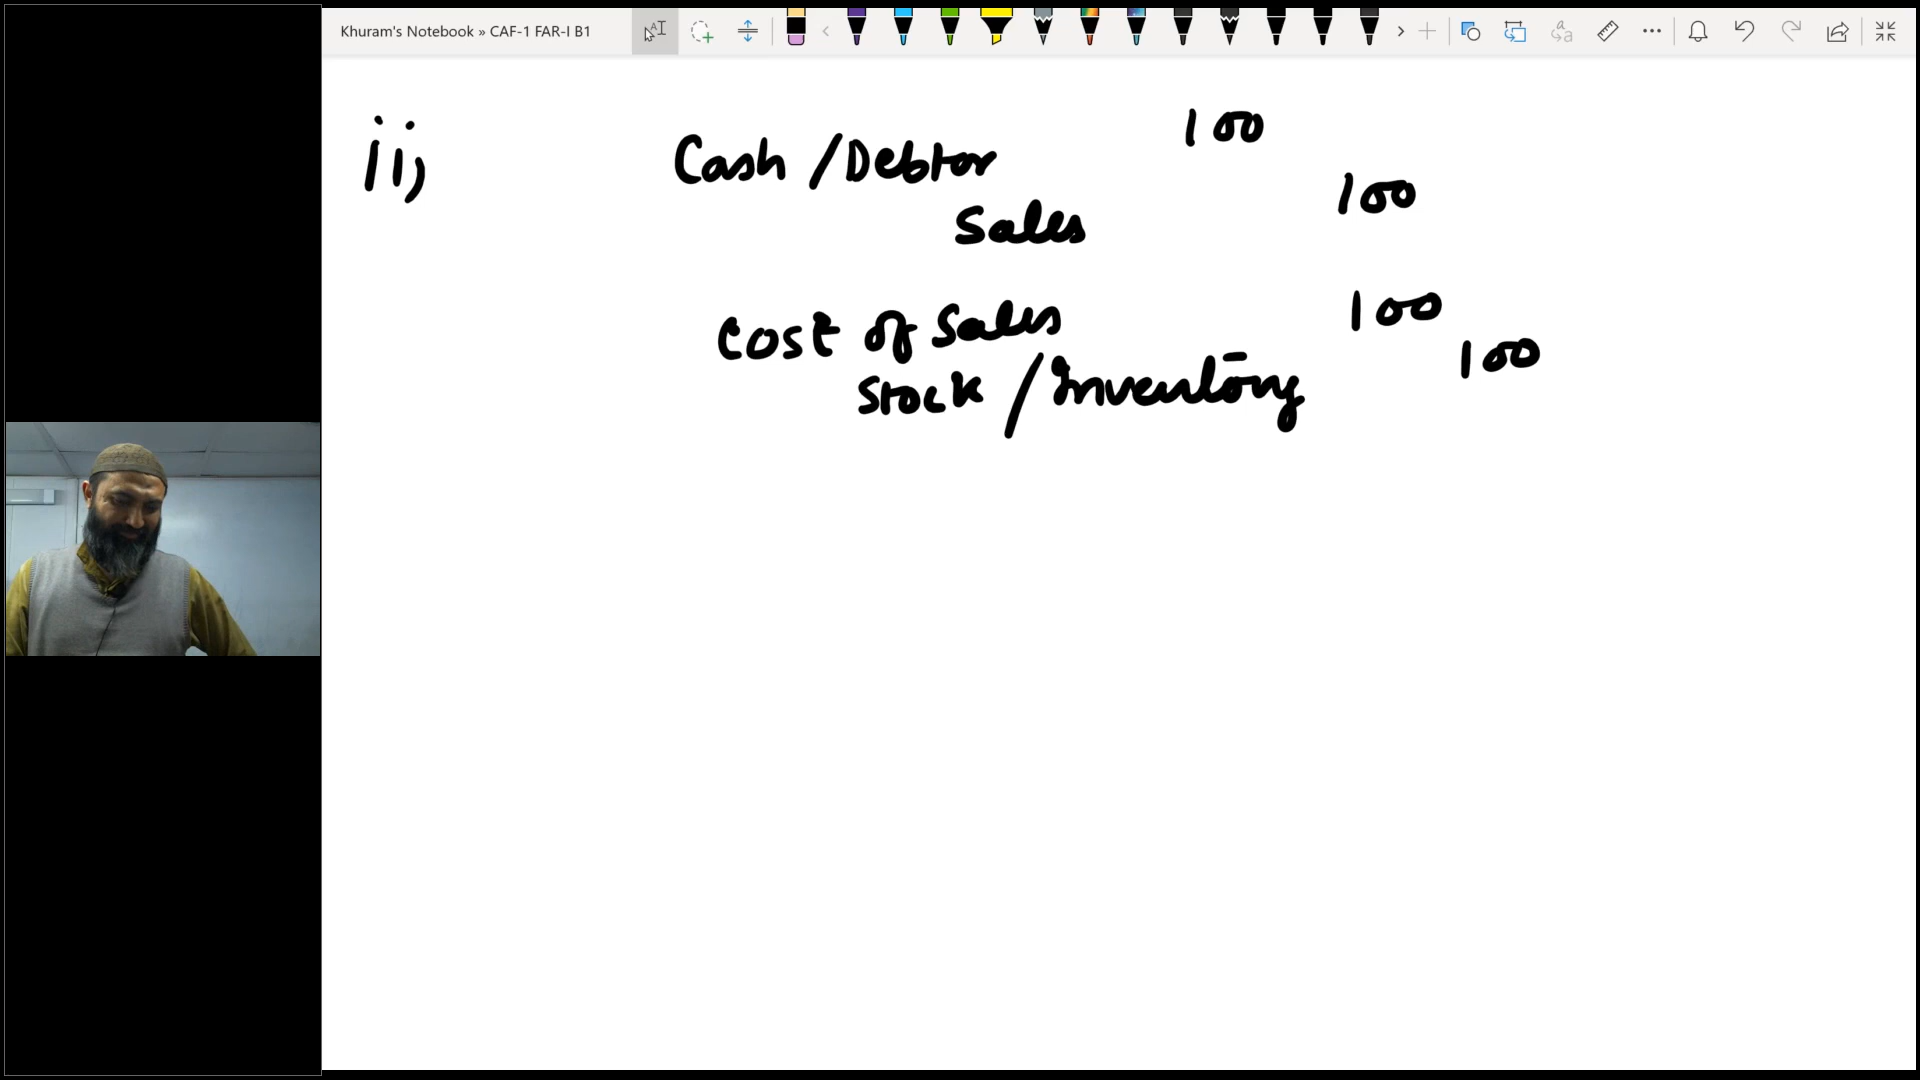 Khuram's Notebook » CAF-1 FAR-I B1
ii,
Cash / Debtor 100
Sales 100
Cost of Sales 100
Stock / Inventory 100